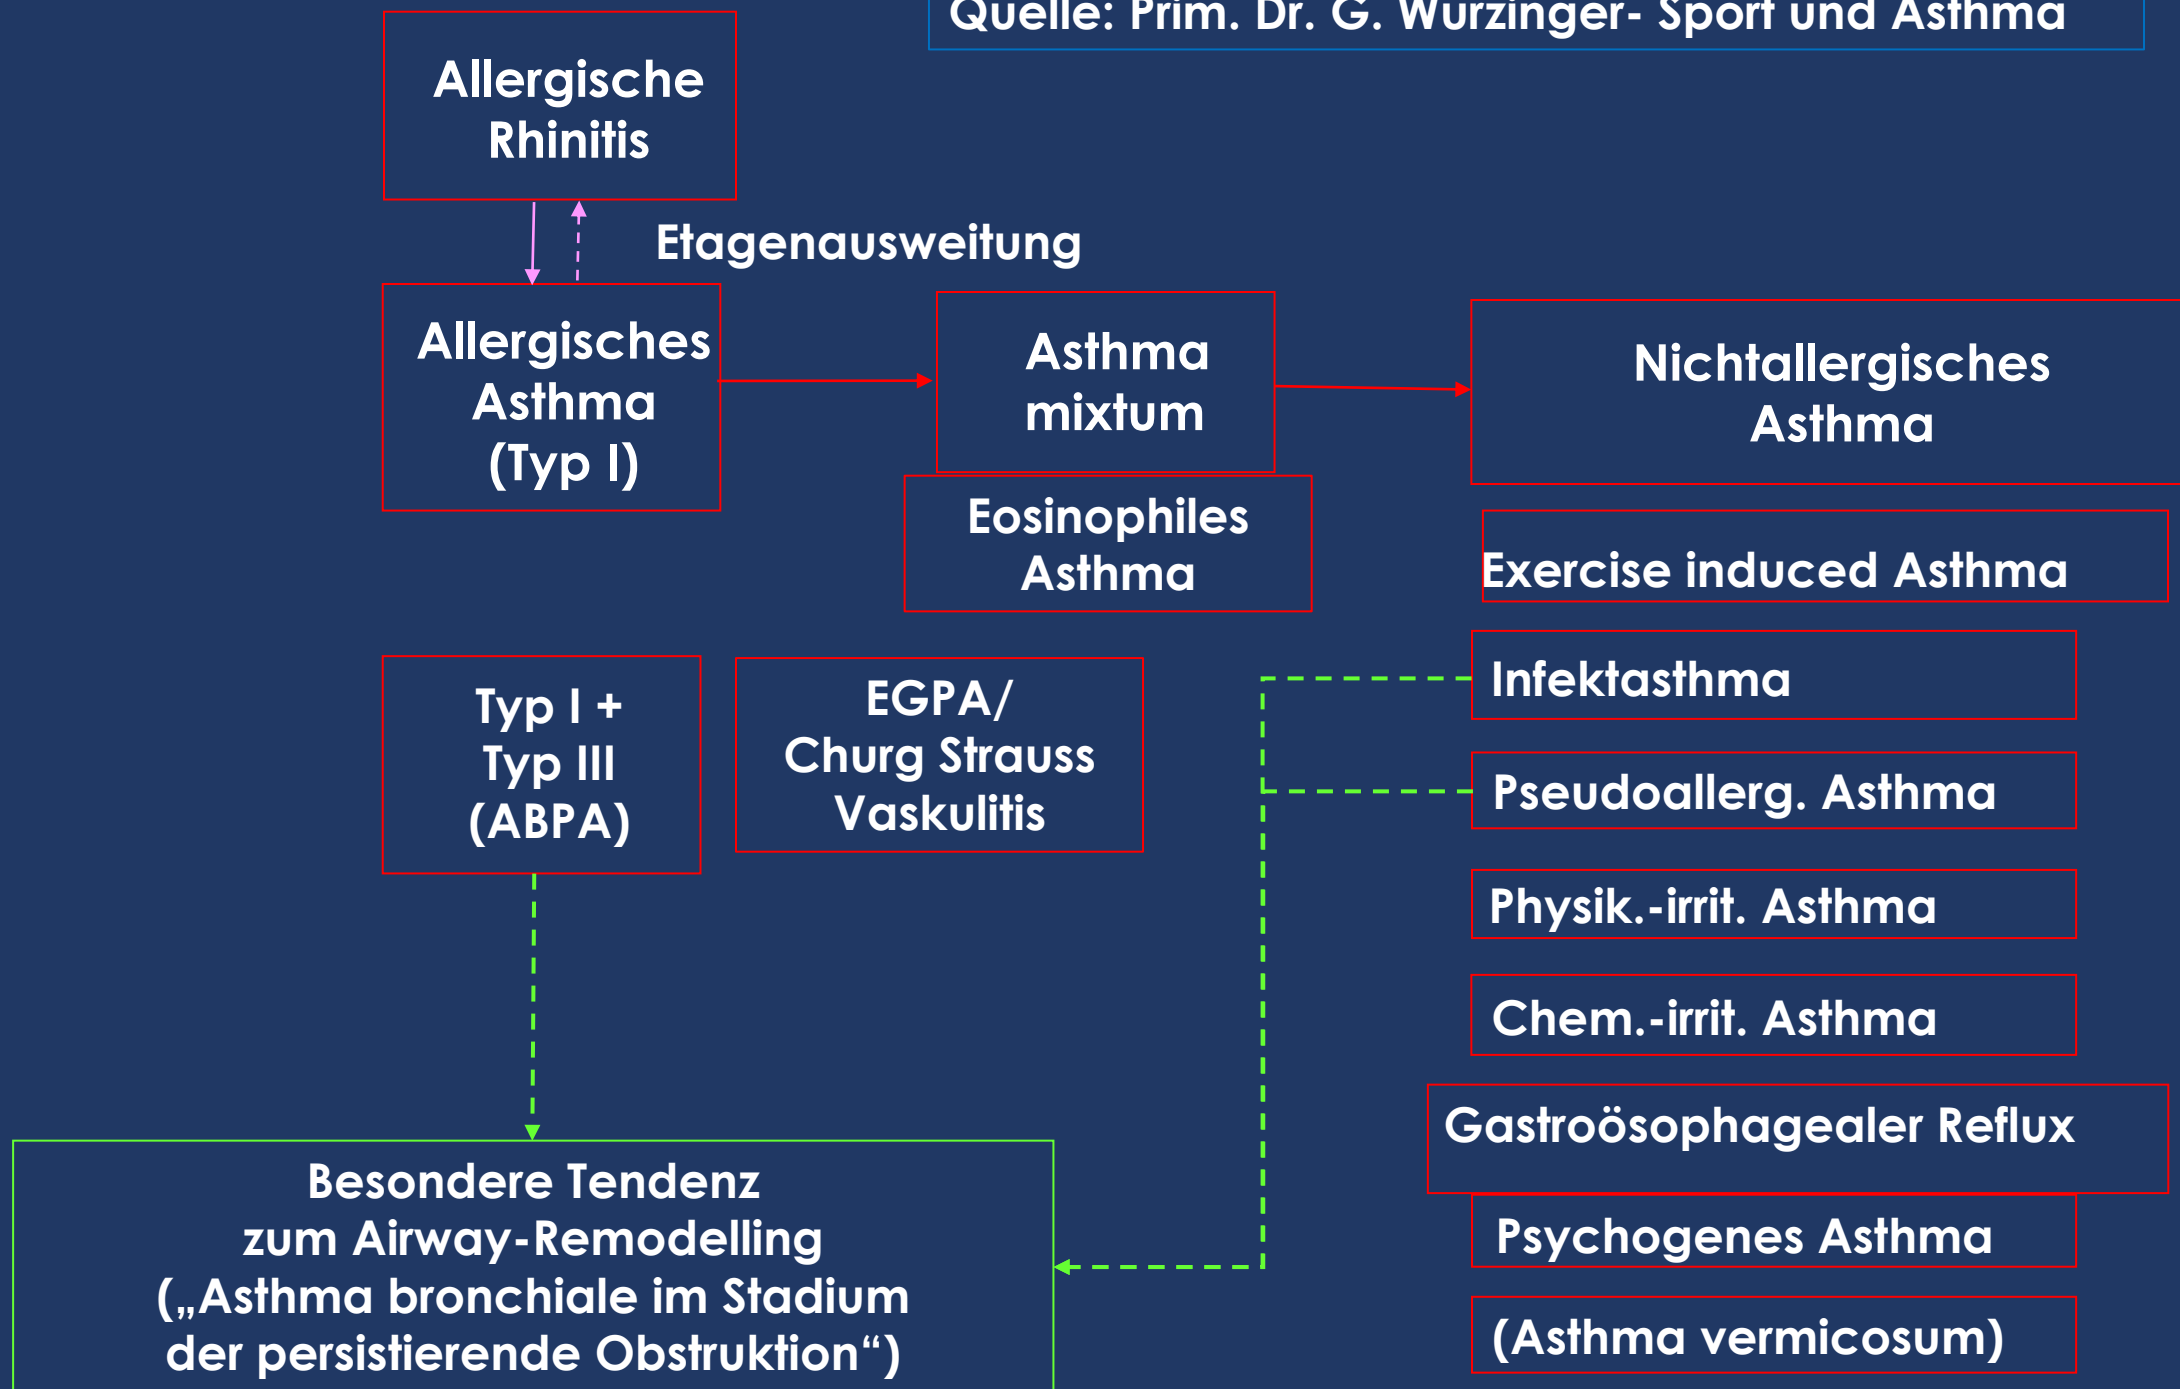 Quelle: Prim. Dr. G. Wurzinger- Sport und Asthma
Allergische
Rhinitis
Etagenausweitung
Allergisches
Asthma
(Typ I)
Asthma
mixtum
Nichtallergisches
Asthma
Eosinophiles
Asthma
Exercise induced Asthma
Typ I +
Typ III
(ABPA)
EGPA/
Churg Strauss
Vaskulitis
Infektasthma
Pseudoallerg. Asthma
Physik.-irrit. Asthma
Chem.-irrit. Asthma
Gastroösophagealer Reflux
Psychogenes Asthma
(Asthma vermicosum)
Besondere Tendenz
zum Airway-Remodelling
(„Asthma bronchiale im Stadium
der persistierende Obstruktion“)